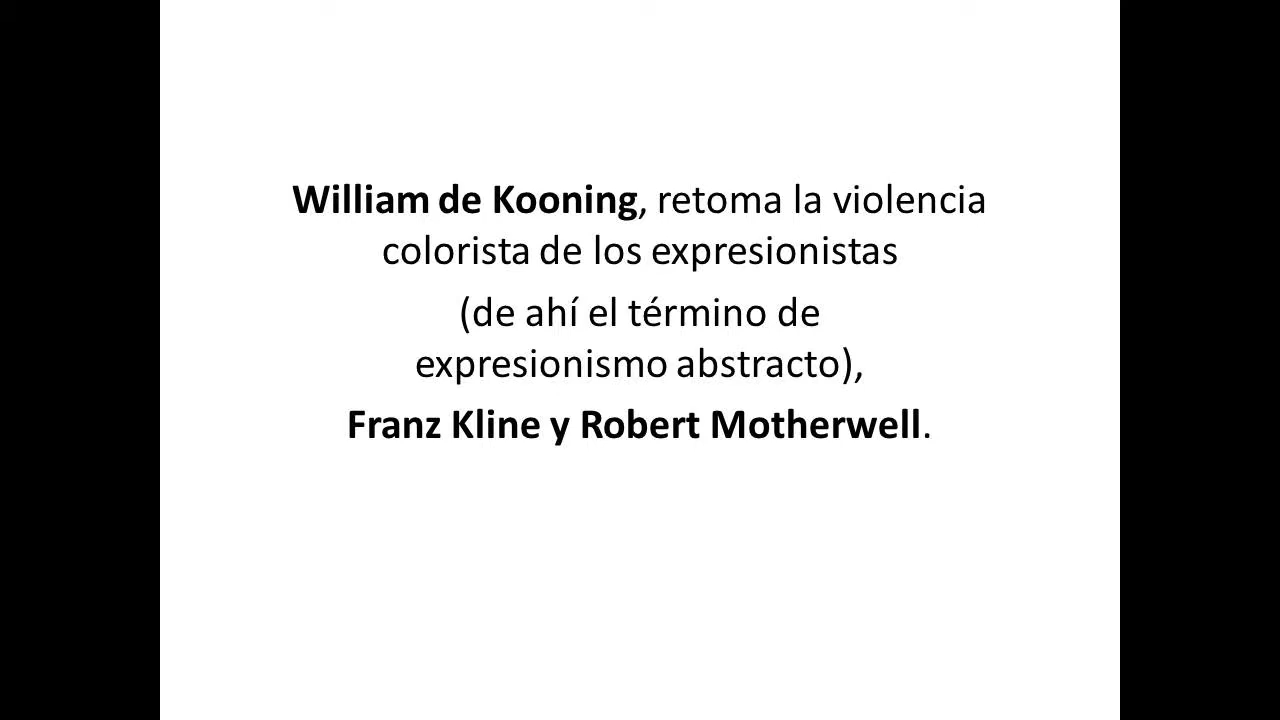 William de Kooning, retoma la violencia
colorista de los expresionistas
(de ahí el término de
expresionismo abstracto),
Franz Kline y Robert Motherwell.